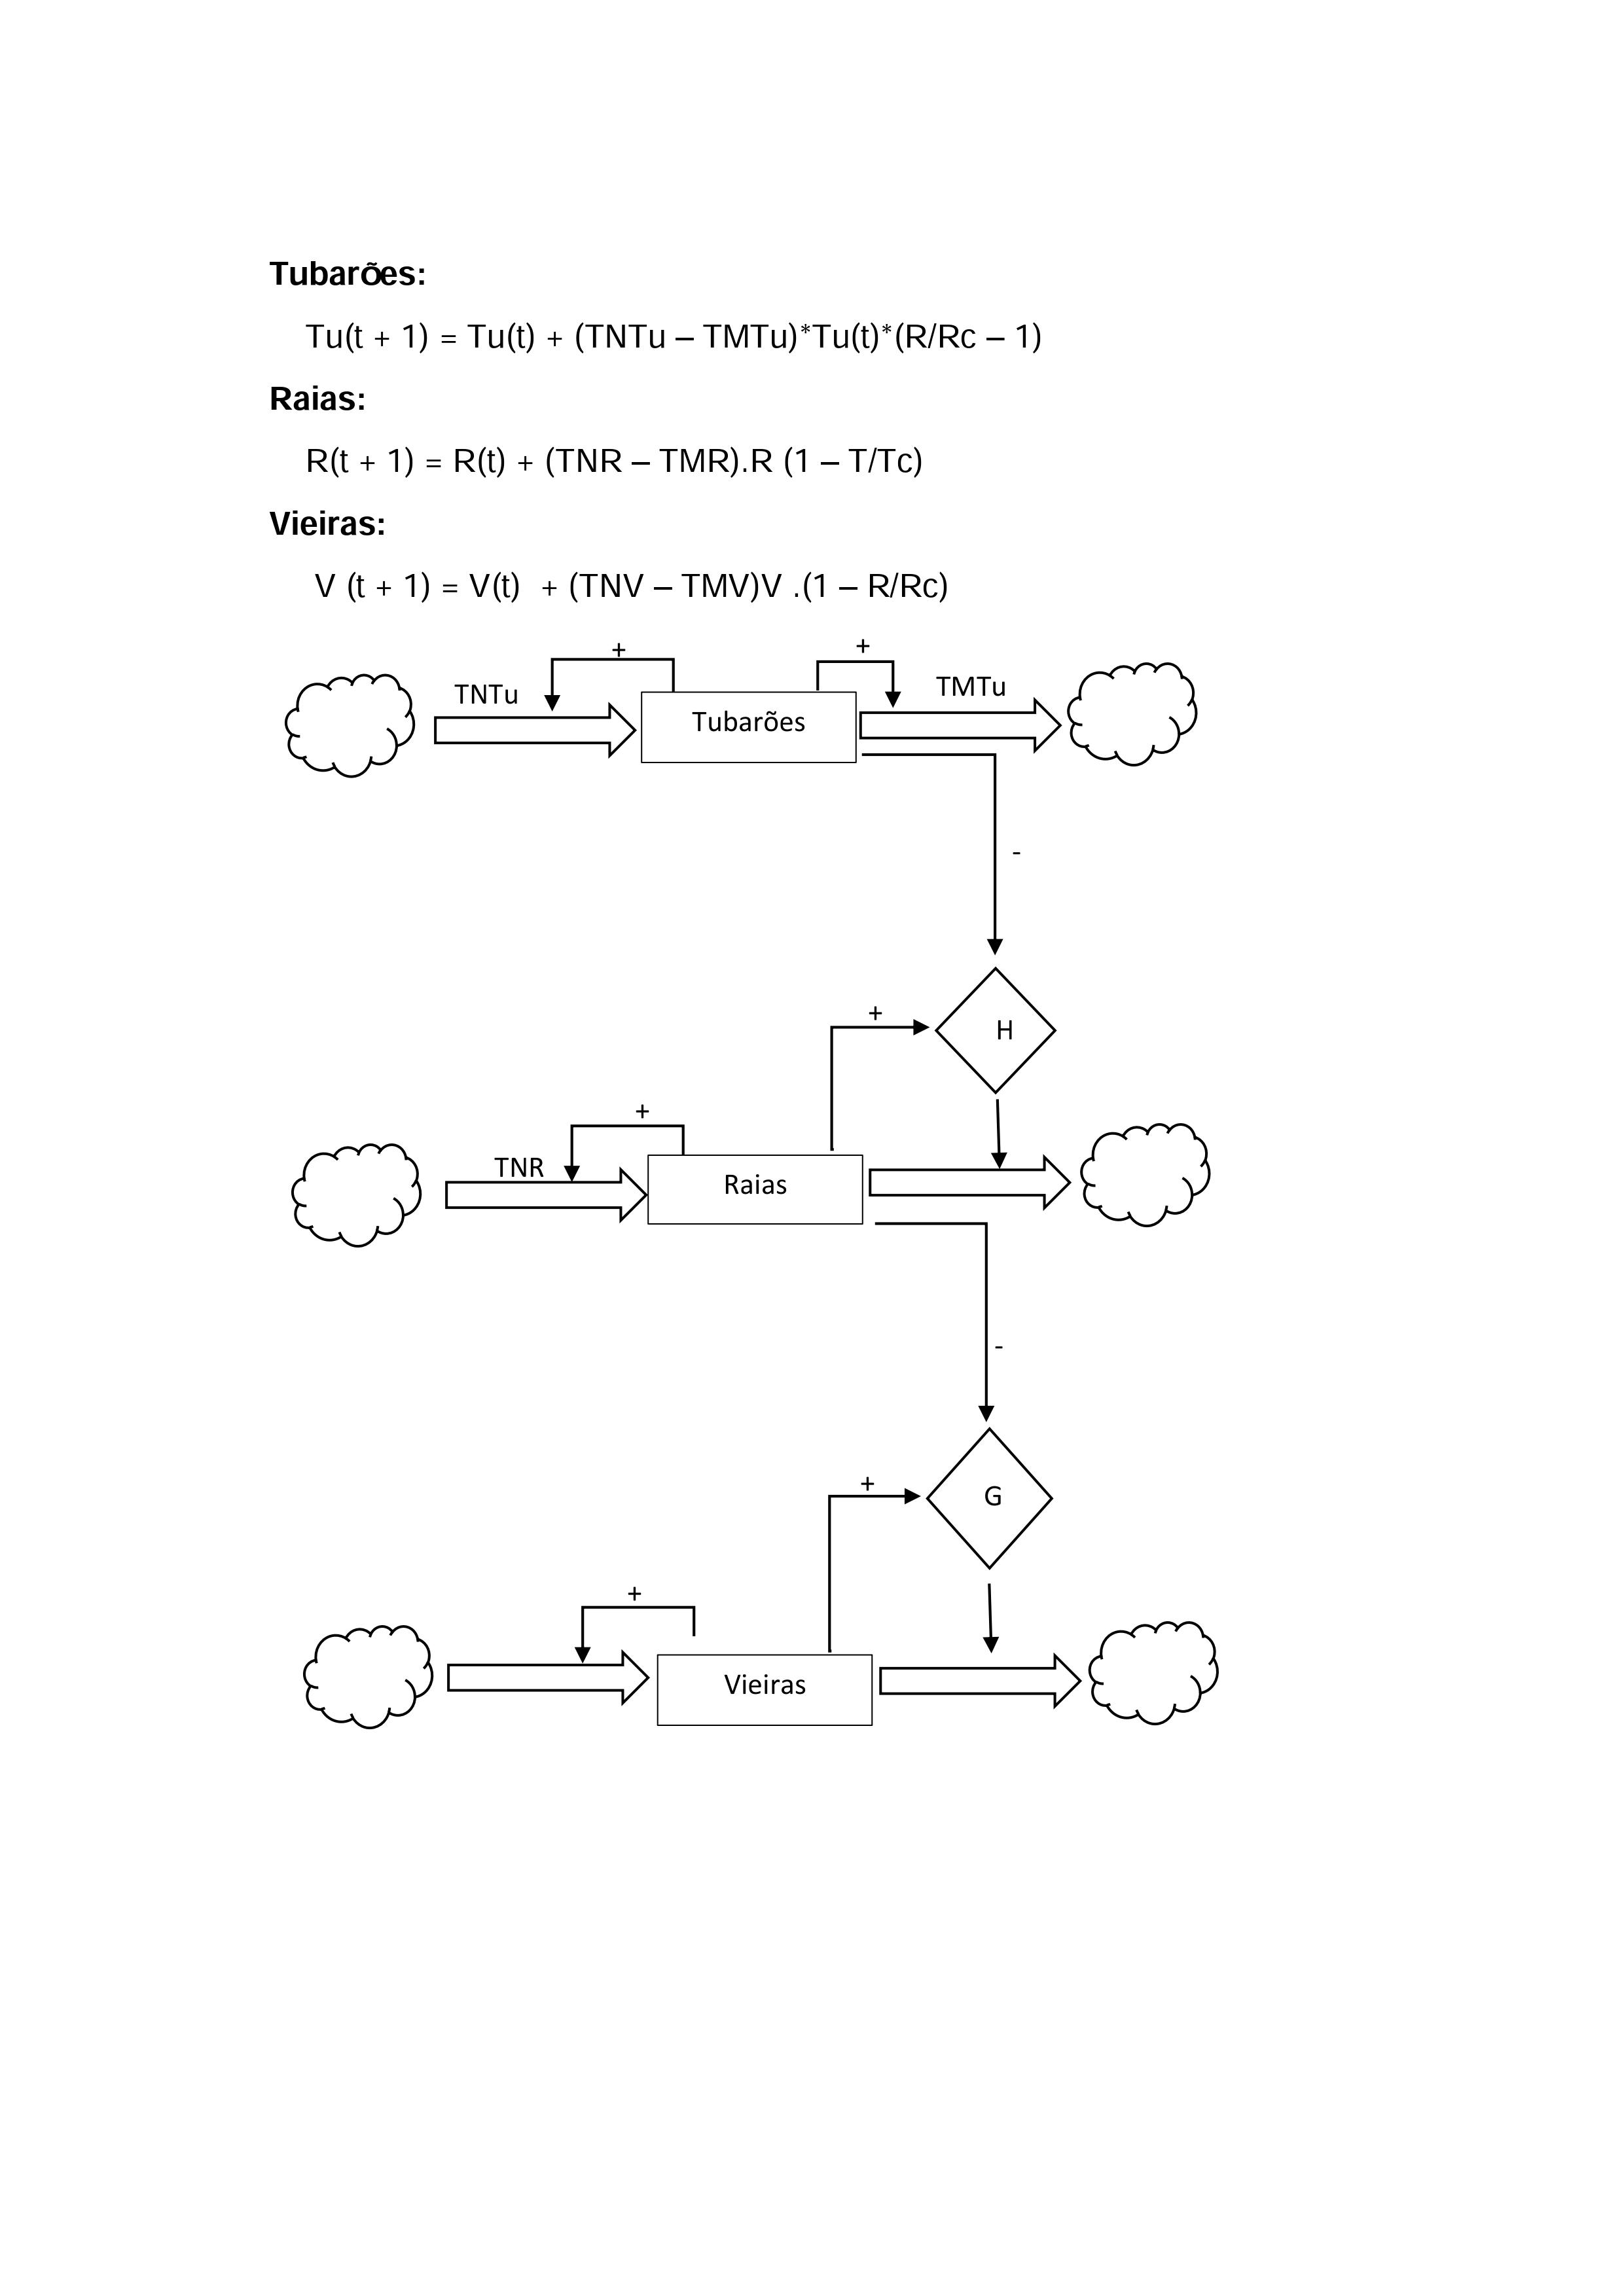 Tubarões:
Tu(t + 1) = Tu(t) + (TNTu – TMTu)*Tu(t)*(R/Rc – 1)
Raias:
R(t + 1) = R(t) + (TNR – TMR).R (1 – T/Tc)
Vieiras:
V (t + 1) = V(t)  + (TNV – TMV)V .(1 – R/Rc)
+
+
TNTu
TMTu
Tubarões
-
+
H
+
TNR
Raias
-
+
G
+
Vieiras